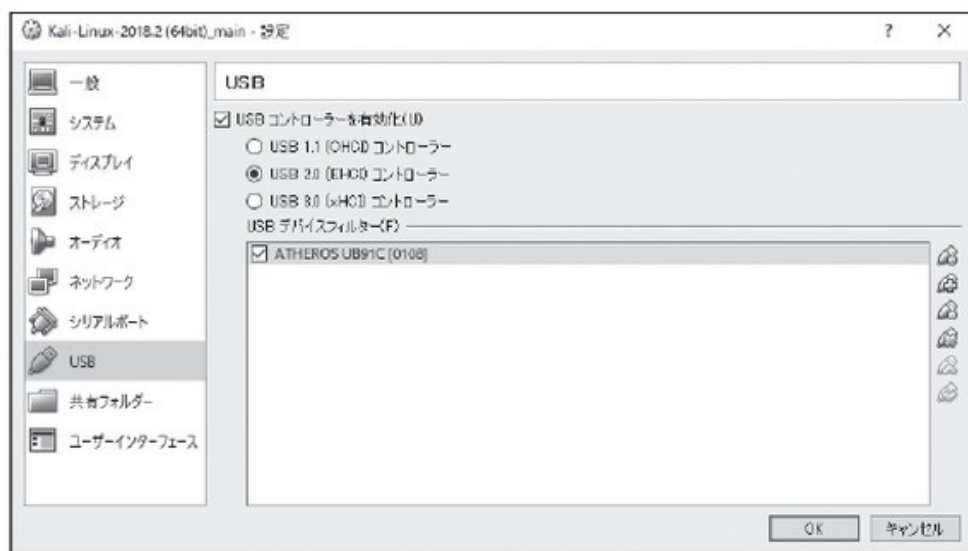 Kali-Linux-2018.2 (64bit)_main - 設定
? ×
一般
システム
ディスプレイ
ストレージ
オーディオ
ネットワーク
シリアルポート
USB
共有フォルダー
ユーザーインターフェース
USB
USB コントローラーを有効化(U)
USB 1.1 (OHCI) コントローラー
USB 2.0 (EHCI) コントローラー
USB 3.0 (xHCI) コントローラー
USB デバイスフィルター(F)
ATHEROS UB91C [0108]
OK
キャンセル